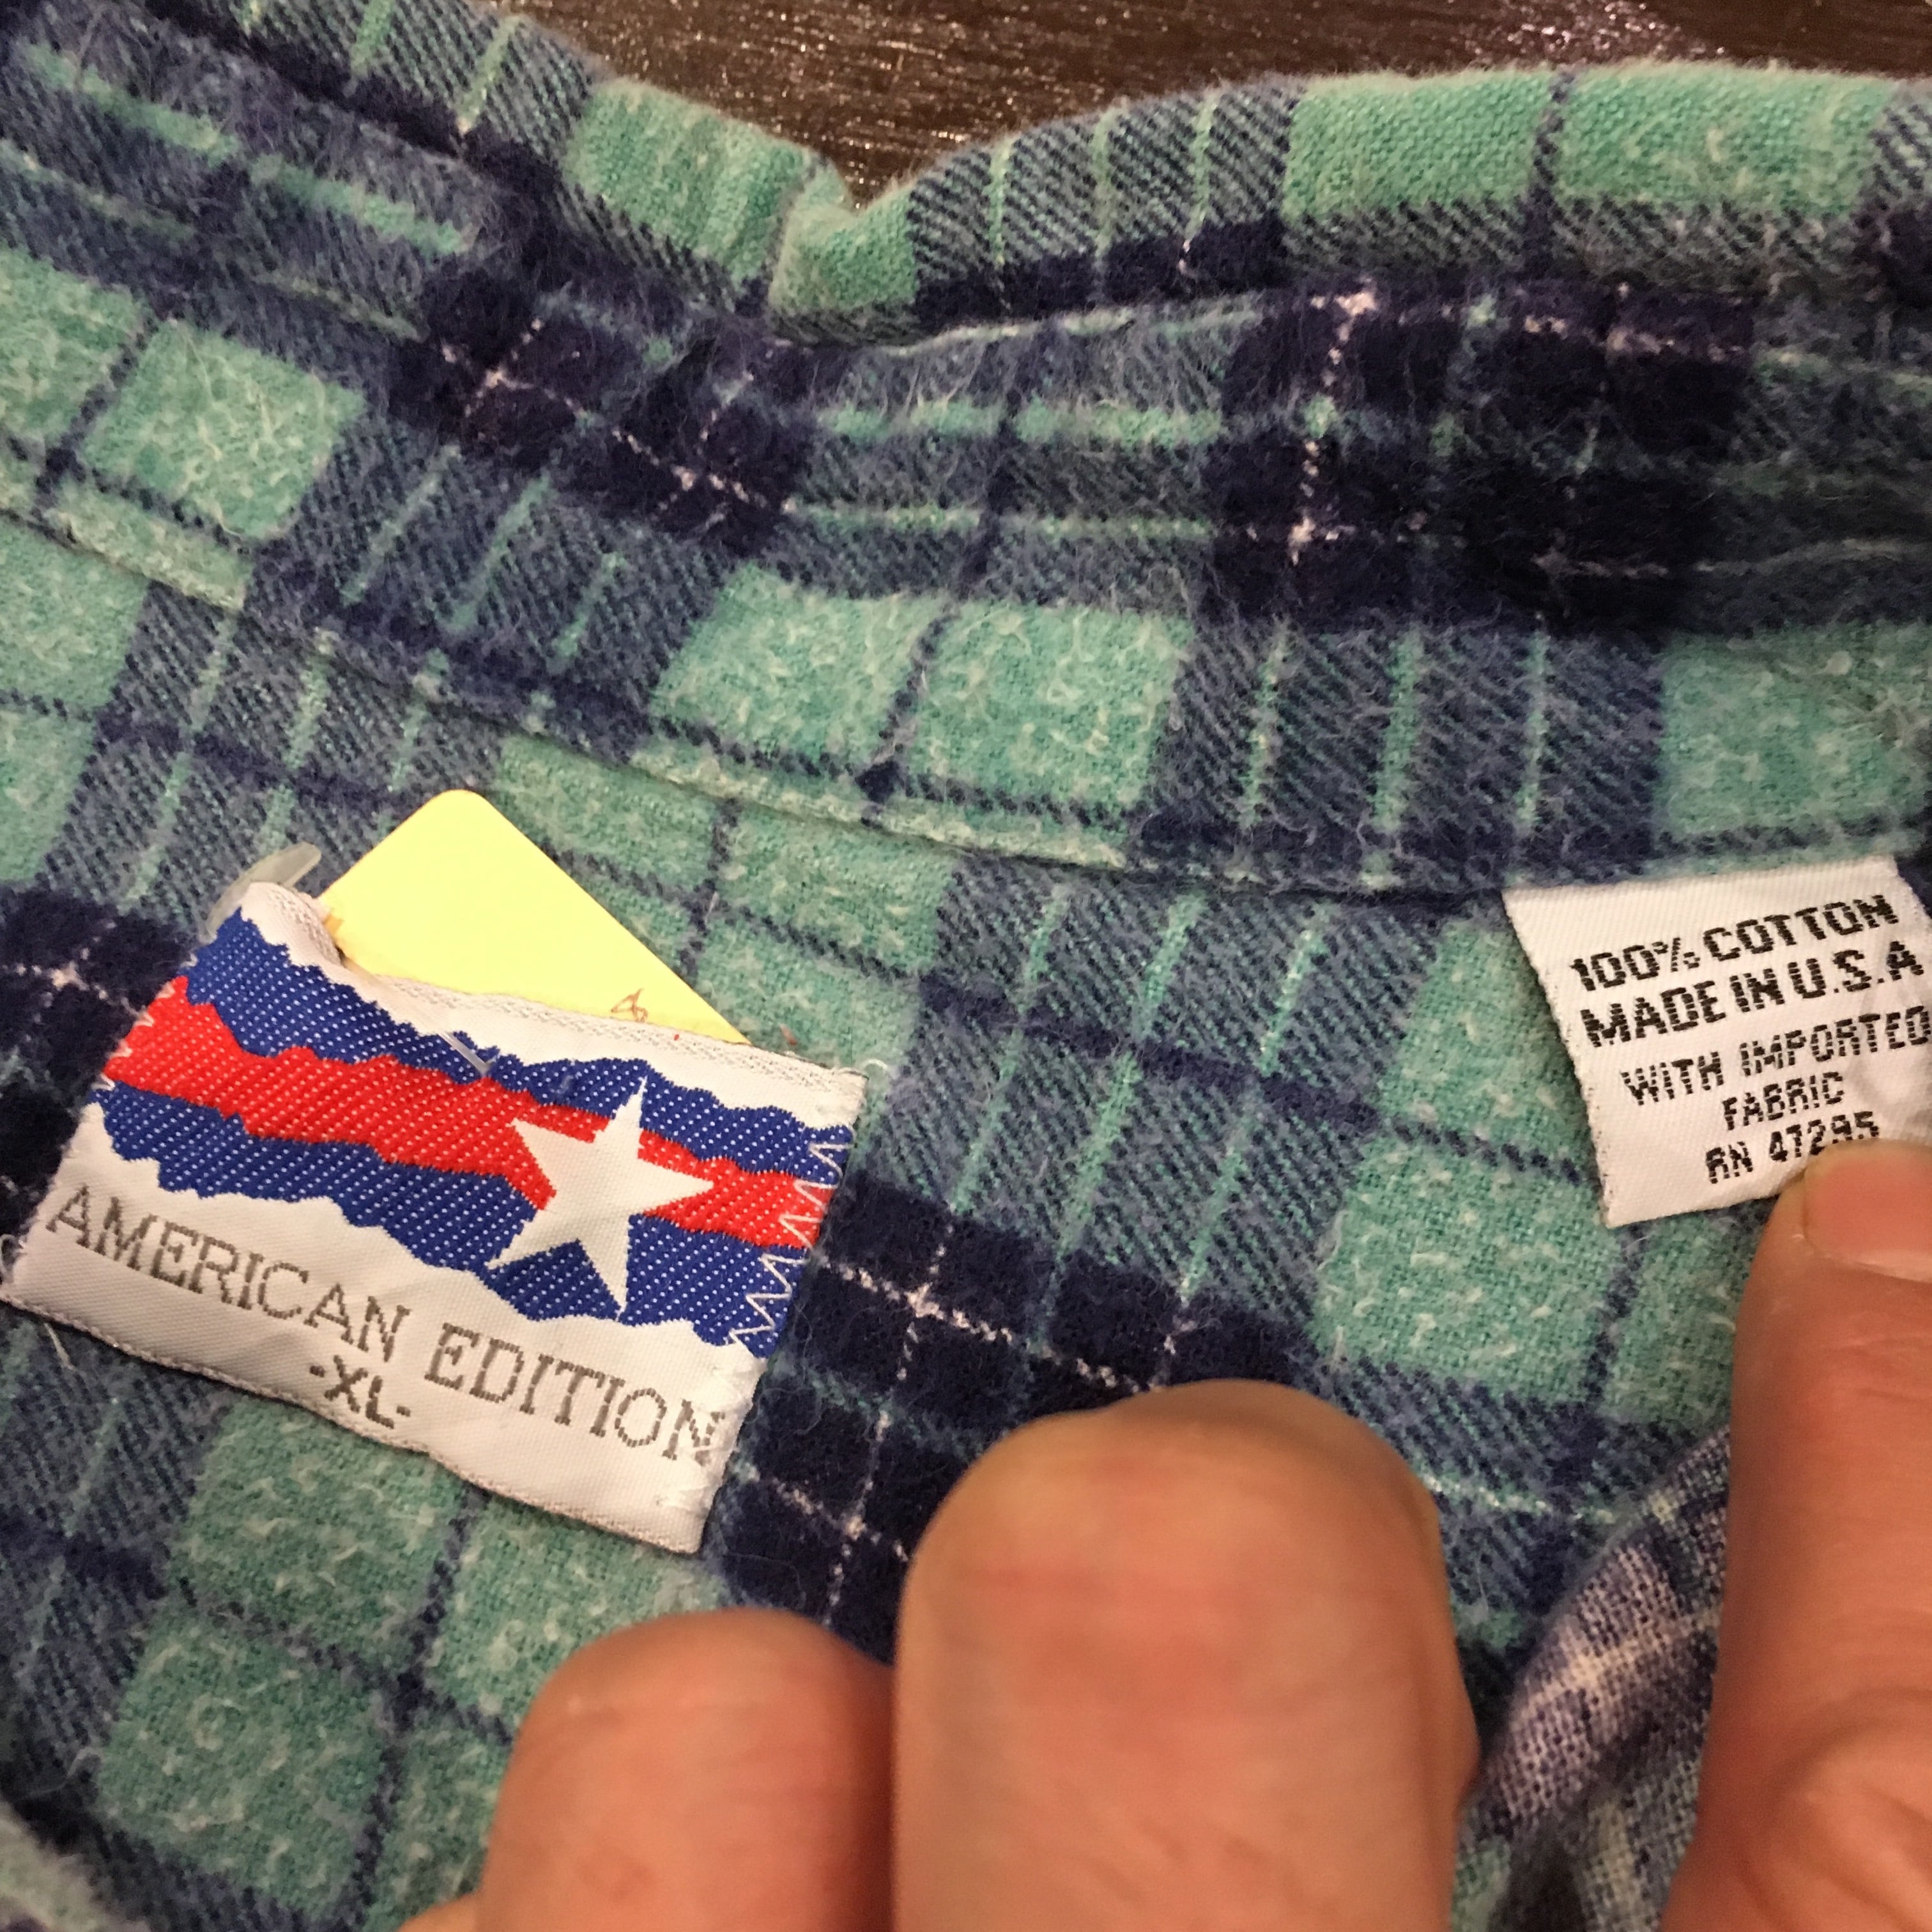 AMERICAN EDITION
-XL-
100% COTTON
MADE IN U.S.A
WITH IMPORTED
FABRIC
RN 47295